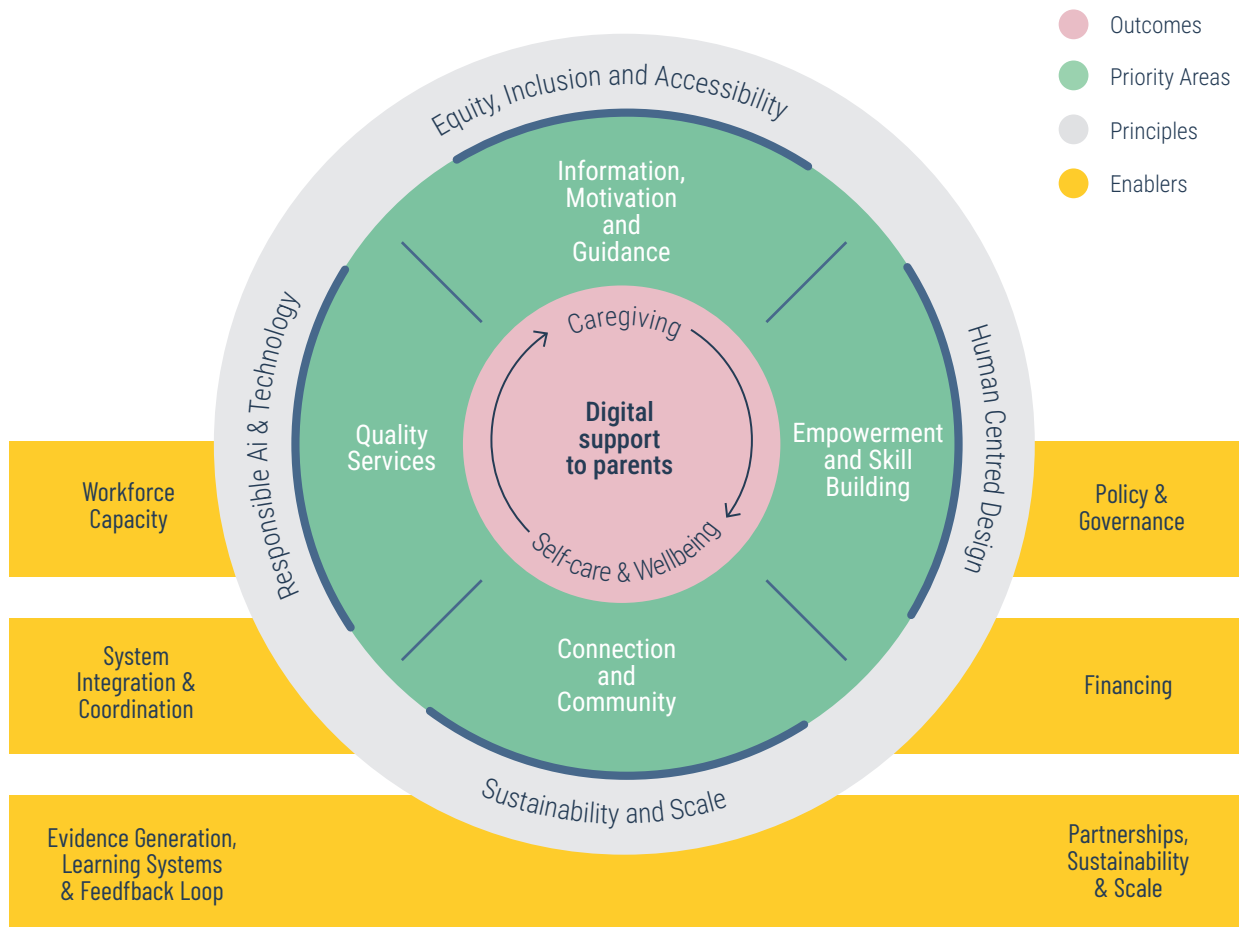 Outcomes
Priority Areas
Principles
Enablers
Equity, Inclusion and Accessibility
Information,
Motivation
and
Guidance
Responsible Ai & Technology
Human Centred Design
Caregiving
Digital
support
to parents
Self-care & Wellbeing
Quality
Services
Empowerment
and Skill
Building
Connection
and
Community
Sustainability and Scale
Workforce
Capacity
Policy &
Governance
System
Integration &
Coordination
Financing
Evidence Generation,
Learning Systems
& Feedfback Loop
Partnerships,
Sustainability
& Scale